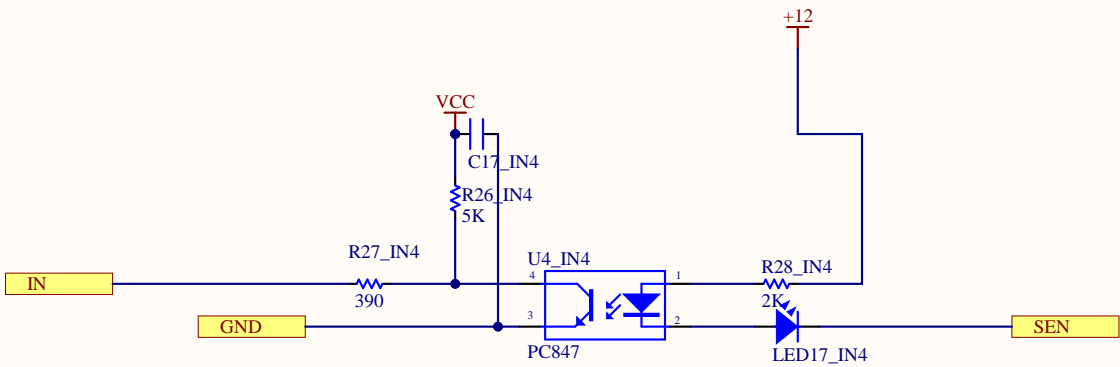 +12
VCC
C17_IN4
R26_IN4
5K
R27_IN4
U4_IN4
R28_IN4
4
1
IN
390
2K
3
2
GND
SEN
PC847
LED17_IN4